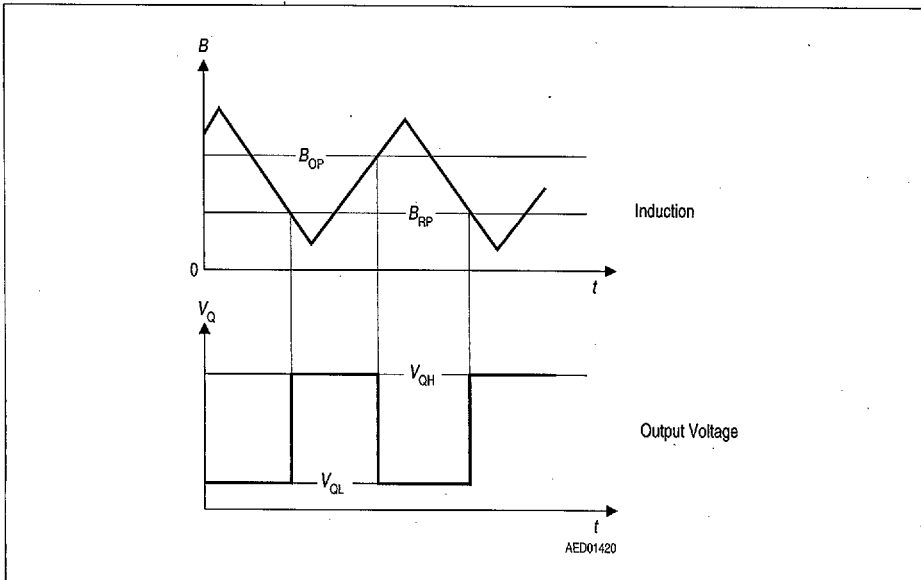 B
B_OP
B_RP
Induction
0
t
V_Q
V_QH
Output Voltage
V_QL
t
AED01420